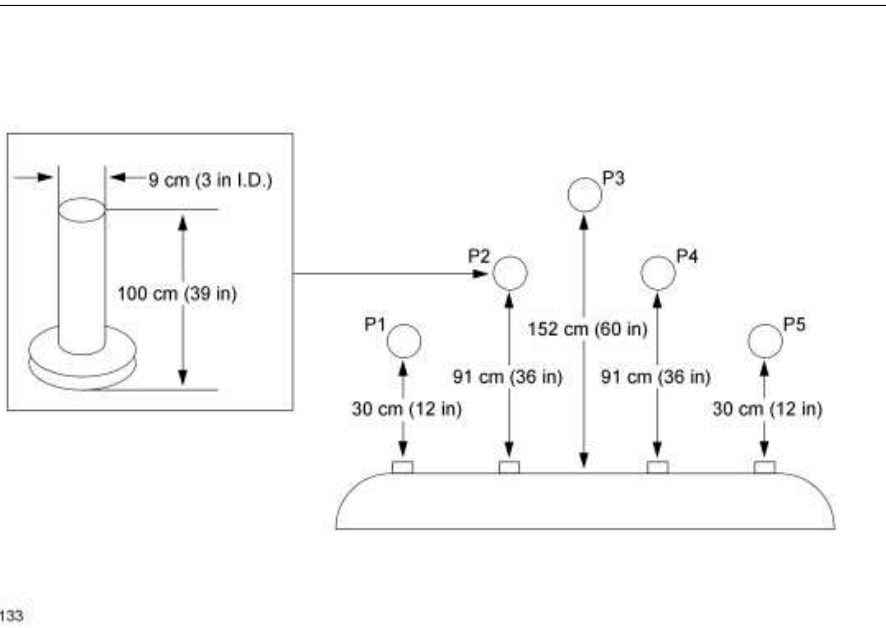 9 cm (3 in I.D.)
100 cm (39 in)
P3
P2
P4
152 cm (60 in)
P1
P5
91 cm (36 in)
91 cm (36 in)
30 cm (12 in)
30 cm (12 in)
133